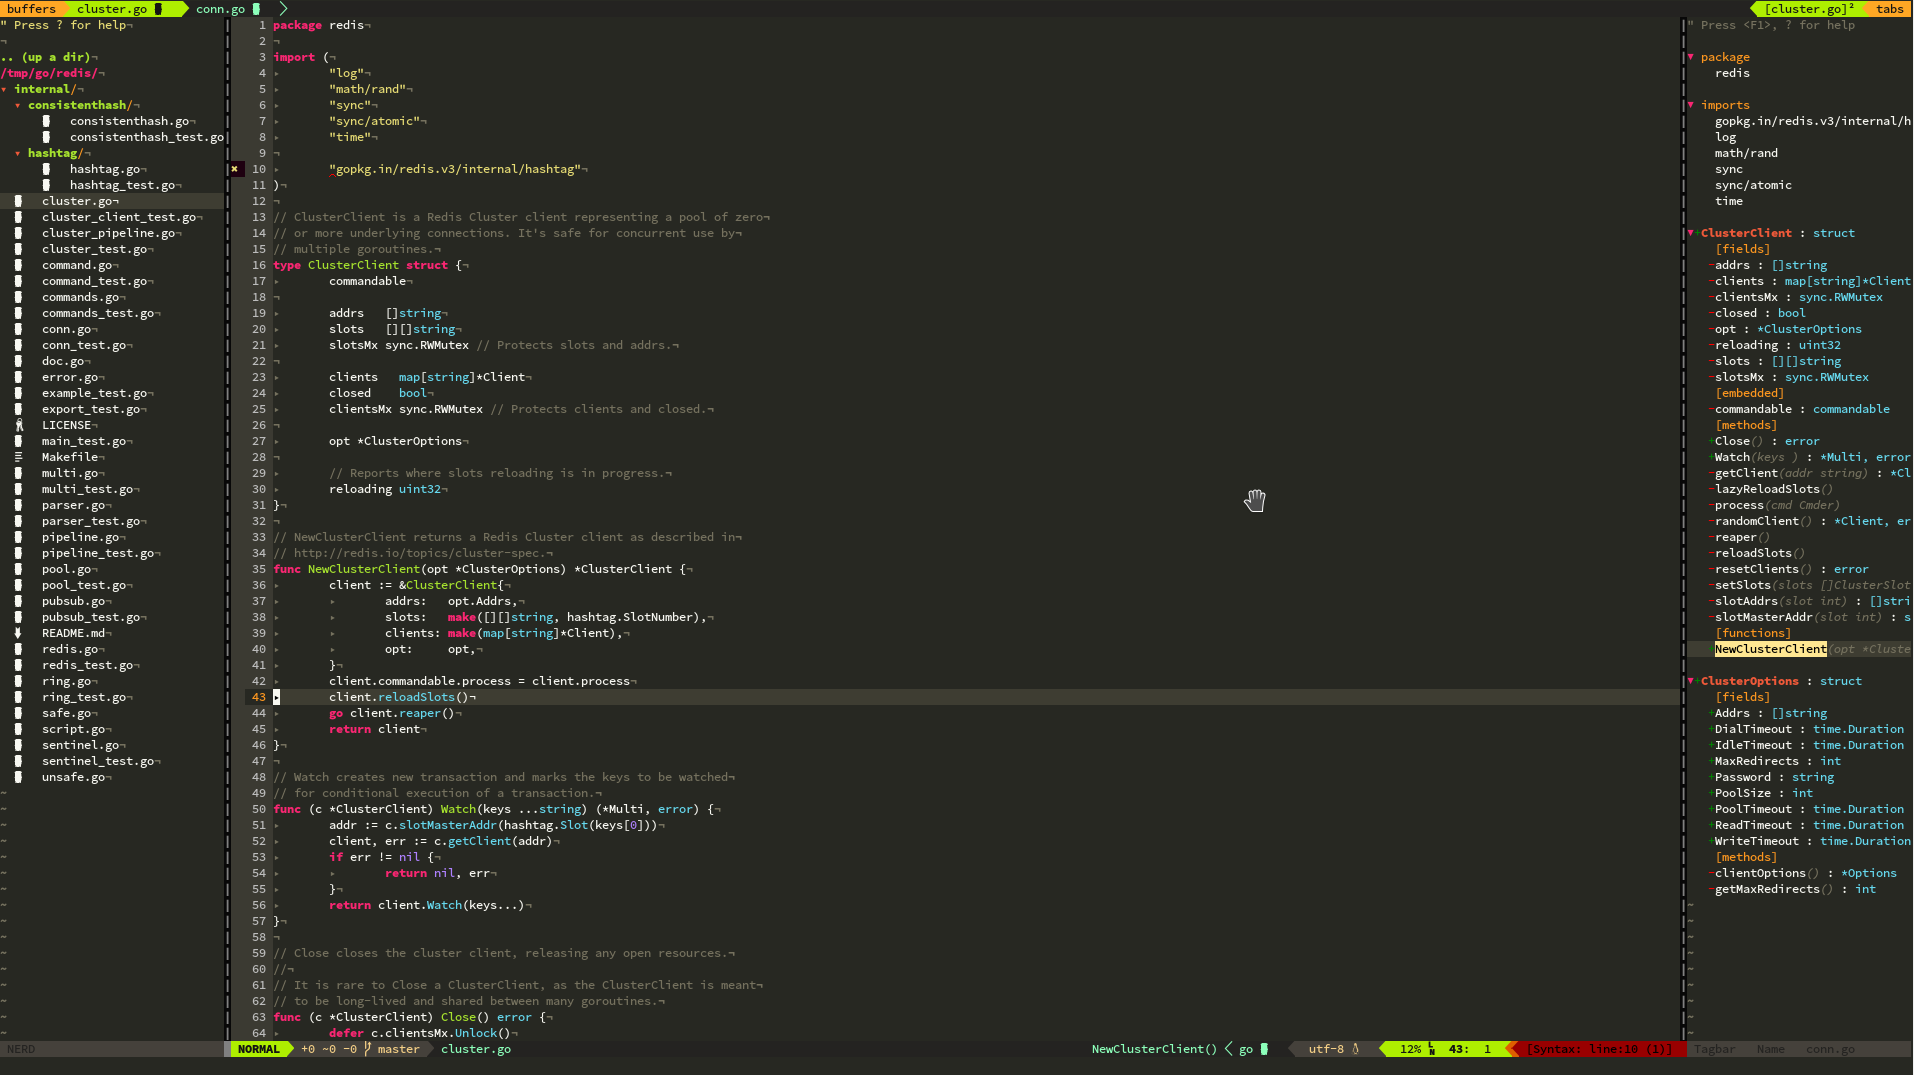 buffers cluster.go conn.go [cluster.go]² tabs
" Press ? for help¬
¬
.. (up a dir)¬
/tmp/go/redis/¬
▾ internal/¬
▾ consistenthash/¬
consistenthash.go¬
consistenthash_test.go
▾ hashtag/¬
hashtag.go¬
hashtag_test.go¬
cluster.go¬
cluster_client_test.go¬
cluster_pipeline.go¬
cluster_test.go¬
command.go¬
command_test.go¬
commands.go¬
commands_test.go¬
conn.go¬
conn_test.go¬
doc.go¬
error.go¬
example_test.go¬
export_test.go¬
LICENSE¬
main_test.go¬
Makefile¬
multi.go¬
multi_test.go¬
parser.go¬
parser_test.go¬
pipeline.go¬
pipeline_test.go¬
pool.go¬
pool_test.go¬
pubsub.go¬
pubsub_test.go¬
README.md¬
redis.go¬
redis_test.go¬
ring.go¬
ring_test.go¬
safe.go¬
script.go¬
sentinel.go¬
sentinel_test.go¬
unsafe.go¬
1 package redis¬
2 ¬
3 import (¬
4 ▸ "log"¬
5 ▸ "math/rand"¬
6 ▸ "sync"¬
7 ▸ "sync/atomic"¬
8 ▸ "time"¬
9 ¬
10 ▸ "gopkg.in/redis.v3/internal/hashtag"¬
11 )¬
12 ¬
13 // ClusterClient is a Redis Cluster client representing a pool of zero¬
14 // or more underlying connections. It's safe for concurrent use by¬
15 // multiple goroutines.¬
16 type ClusterClient struct {¬
17 ▸ commandable¬
18 ¬
19 ▸ addrs []string¬
20 ▸ slots [][]string¬
21 ▸ slotsMx sync.RWMutex // Protects slots and addrs.¬
22 ¬
23 ▸ clients map[string]*Client¬
24 ▸ closed bool¬
25 ▸ clientsMx sync.RWMutex // Protects clients and closed.¬
26 ¬
27 ▸ opt *ClusterOptions¬
28 ¬
29 ▸ // Reports where slots reloading is in progress.¬
30 ▸ reloading uint32¬
31 }¬
32 ¬
33 // NewClusterClient returns a Redis Cluster client as described in¬
34 // http://redis.io/topics/cluster-spec.¬
35 func NewClusterClient(opt *ClusterOptions) *ClusterClient {¬
36 ▸ client := &ClusterClient{¬
37 ▸ ▸ addrs: opt.Addrs,¬
38 ▸ ▸ slots: make([][]string, hashtag.SlotNumber),¬
39 ▸ ▸ clients: make(map[string]*Client),¬
40 ▸ ▸ opt: opt,¬
41 ▸ }¬
42 ▸ client.commandable.process = client.process¬
43 ▸ client.reloadSlots()¬
44 ▸ go client.reaper()¬
45 ▸ return client¬
46 }¬
47 ¬
48 // Watch creates new transaction and marks the keys to be watched¬
49 // for conditional execution of a transaction.¬
50 func (c *ClusterClient) Watch(keys ...string) (*Multi, error) {¬
51 ▸ addr := c.slotMasterAddr(hashtag.Slot(keys[0]))¬
52 ▸ client, err := c.getClient(addr)¬
53 ▸ if err != nil {¬
54 ▸ ▸ return nil, err¬
55 ▸ }¬
56 ▸ return client.Watch(keys...)¬
57 }¬
58 ¬
59 // Close closes the cluster client, releasing any open resources.¬
60 //¬
61 // It is rare to Close a ClusterClient, as the ClusterClient is meant¬
62 // to be long-lived and shared between many goroutines.¬
63 func (c *ClusterClient) Close() error {¬
64 ▸ defer c.clientsMx.Unlock()¬
" Press <F1>, ? for help
▼ package
redis
▼ imports
gopkg.in/redis.v3/internal/h
log
math/rand
sync
sync/atomic
time
▼+ClusterClient : struct
[fields]
-addrs : []string
-clients : map[string]*Client
-clientsMx : sync.RWMutex
-closed : bool
-opt : *ClusterOptions
-reloading : uint32
-slots : [][]string
-slotsMx : sync.RWMutex
[embedded]
-commandable : commandable
[methods]
+Close() : error
+Watch(keys ) : *Multi, error
-getClient(addr string) : *Cl
-lazyReloadSlots()
-process(cmd Cmder)
-randomClient() : *Client, er
-reaper()
-reloadSlots()
-resetClients() : error
-setSlots(slots []ClusterSlot
-slotAddrs(slot int) : []stri
-slotMasterAddr(slot int) : s
[functions]
+NewClusterClient(opt *Cluste
▼+ClusterOptions : struct
[fields]
+Addrs : []string
+DialTimeout : time.Duration
+IdleTimeout : time.Duration
+MaxRedirects : int
+Password : string
+PoolSize : int
+PoolTimeout : time.Duration
+ReadTimeout : time.Duration
+WriteTimeout : time.Duration
[methods]
-clientOptions() : *Options
-getMaxRedirects() : int
NERD NORMAL +0 ~0 -0 master cluster.go NewClusterClient() go utf-8 12% 43: 1 [Syntax: line:10 (1)] Tagbar Name conn.go